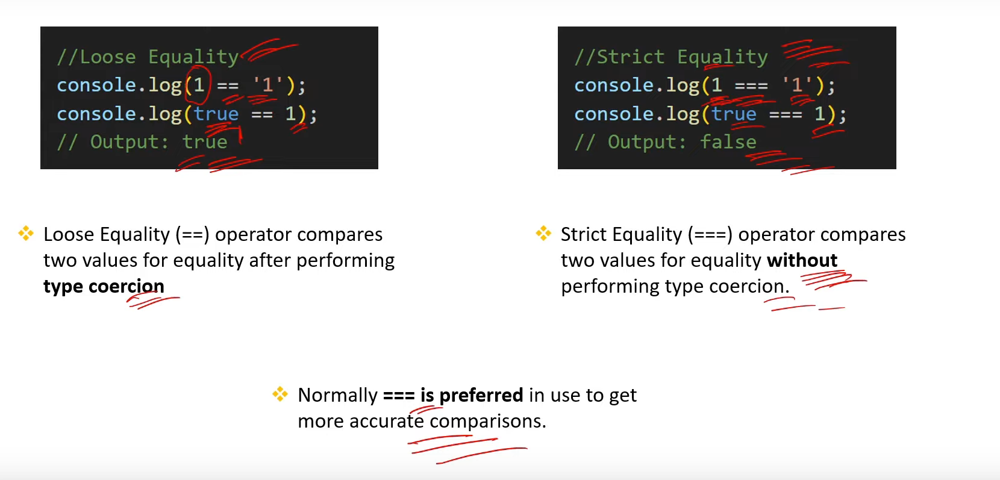 //Loose Equality
console.log(1 == '1');
console.log(true == 1);
// Output: true
//Strict Equality
console.log(1 === '1');
console.log(true === 1);
// Output: false
Loose Equality (==) operator compares
two values for equality after performing
type coercion
Strict Equality (===) operator compares
two values for equality without
performing type coercion.
Normally === is preferred in use to get
more accurate comparisons.